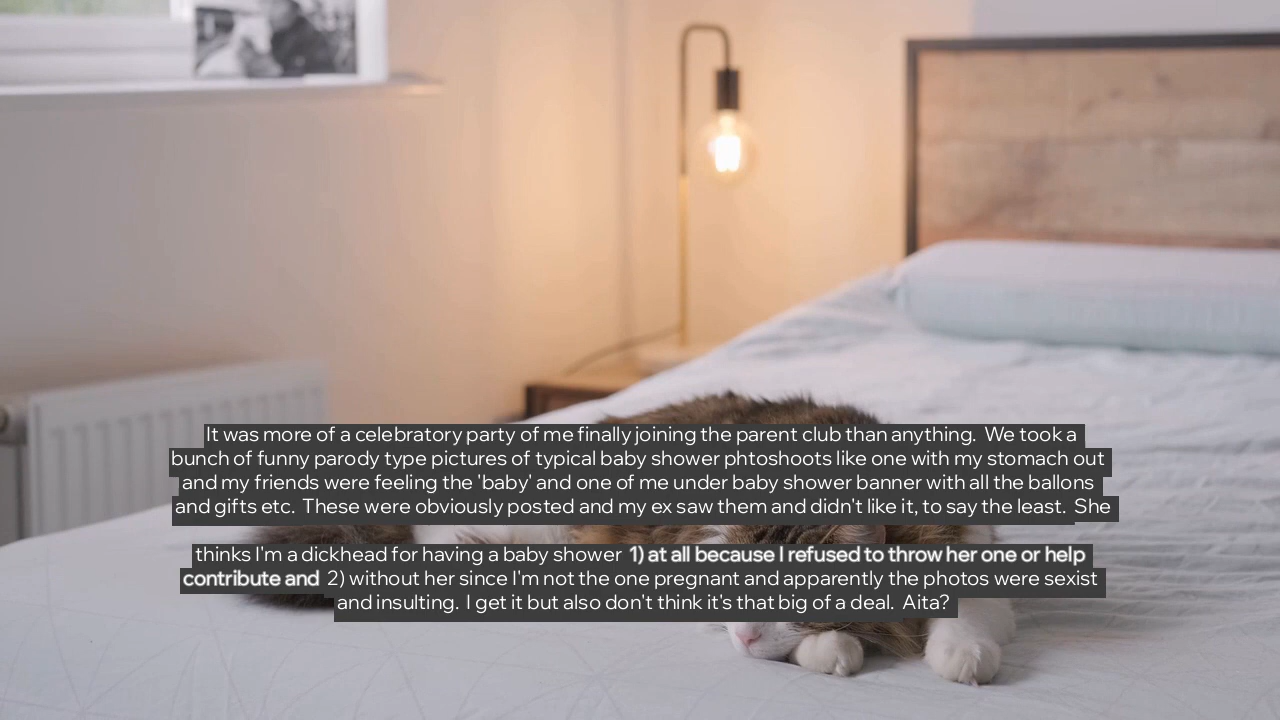 It was more of a celebratory party of me finally joining the parent club than anything. We took a
bunch of funny parody type pictures of typical baby shower phtoshoots like one with my stomach out
and my friends were feeling the 'baby' and one of me under baby shower banner with all the ballons
and gifts etc. These were obviously posted and my ex saw them and didn't like it, to say the least. She
thinks I'm a dickhead for having a baby shower 1) at all because I refused to throw her one or help
contribute and 2) without her since I'm not the one pregnant and apparently the photos were sexist
and insulting. I get it but also don't think it's that big of a deal. Aita?